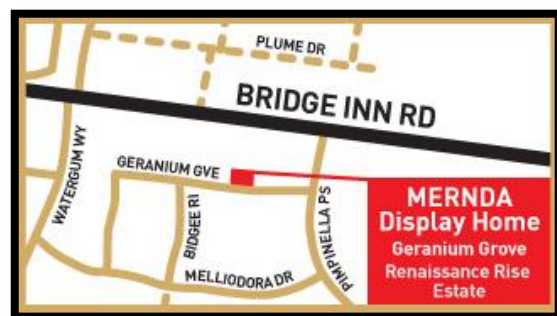 PLUME DR
BRIDGE INN RD
WATERGUM WY
GERANIUM GVE
BIDGEE RI
MELLIODORA DR
PIMPINELLA PS
MERNDA
Display Home
Geranium Grove
Renaissance Rise
Estate